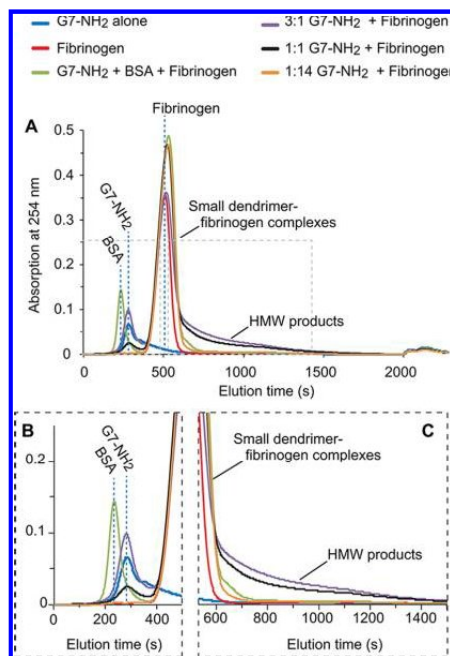 G7-NH2 alone
3:1 G7-NH2 + Fibrinogen
Fibrinogen
1:1 G7-NH2 + Fibrinogen
G7-NH2 + BSA + Fibrinogen
1:14 G7-NH2 + Fibrinogen
A
Fibrinogen
0.5
0.4
0.3
0.2
0.1
0
Absorption at 254 nm
G7-NH2
BSA
Small dendrimer-
fibrinogen complexes
HMW products
0 500 1000 1500 2000
Elution time (s)
B
G7-NH2
BSA
0.2
0.1
0
0 200 400
Elution time (s)
C
Small dendrimer-
fibrinogen complexes
HMW products
600 800 1000 1200 1400
Elution time (s)